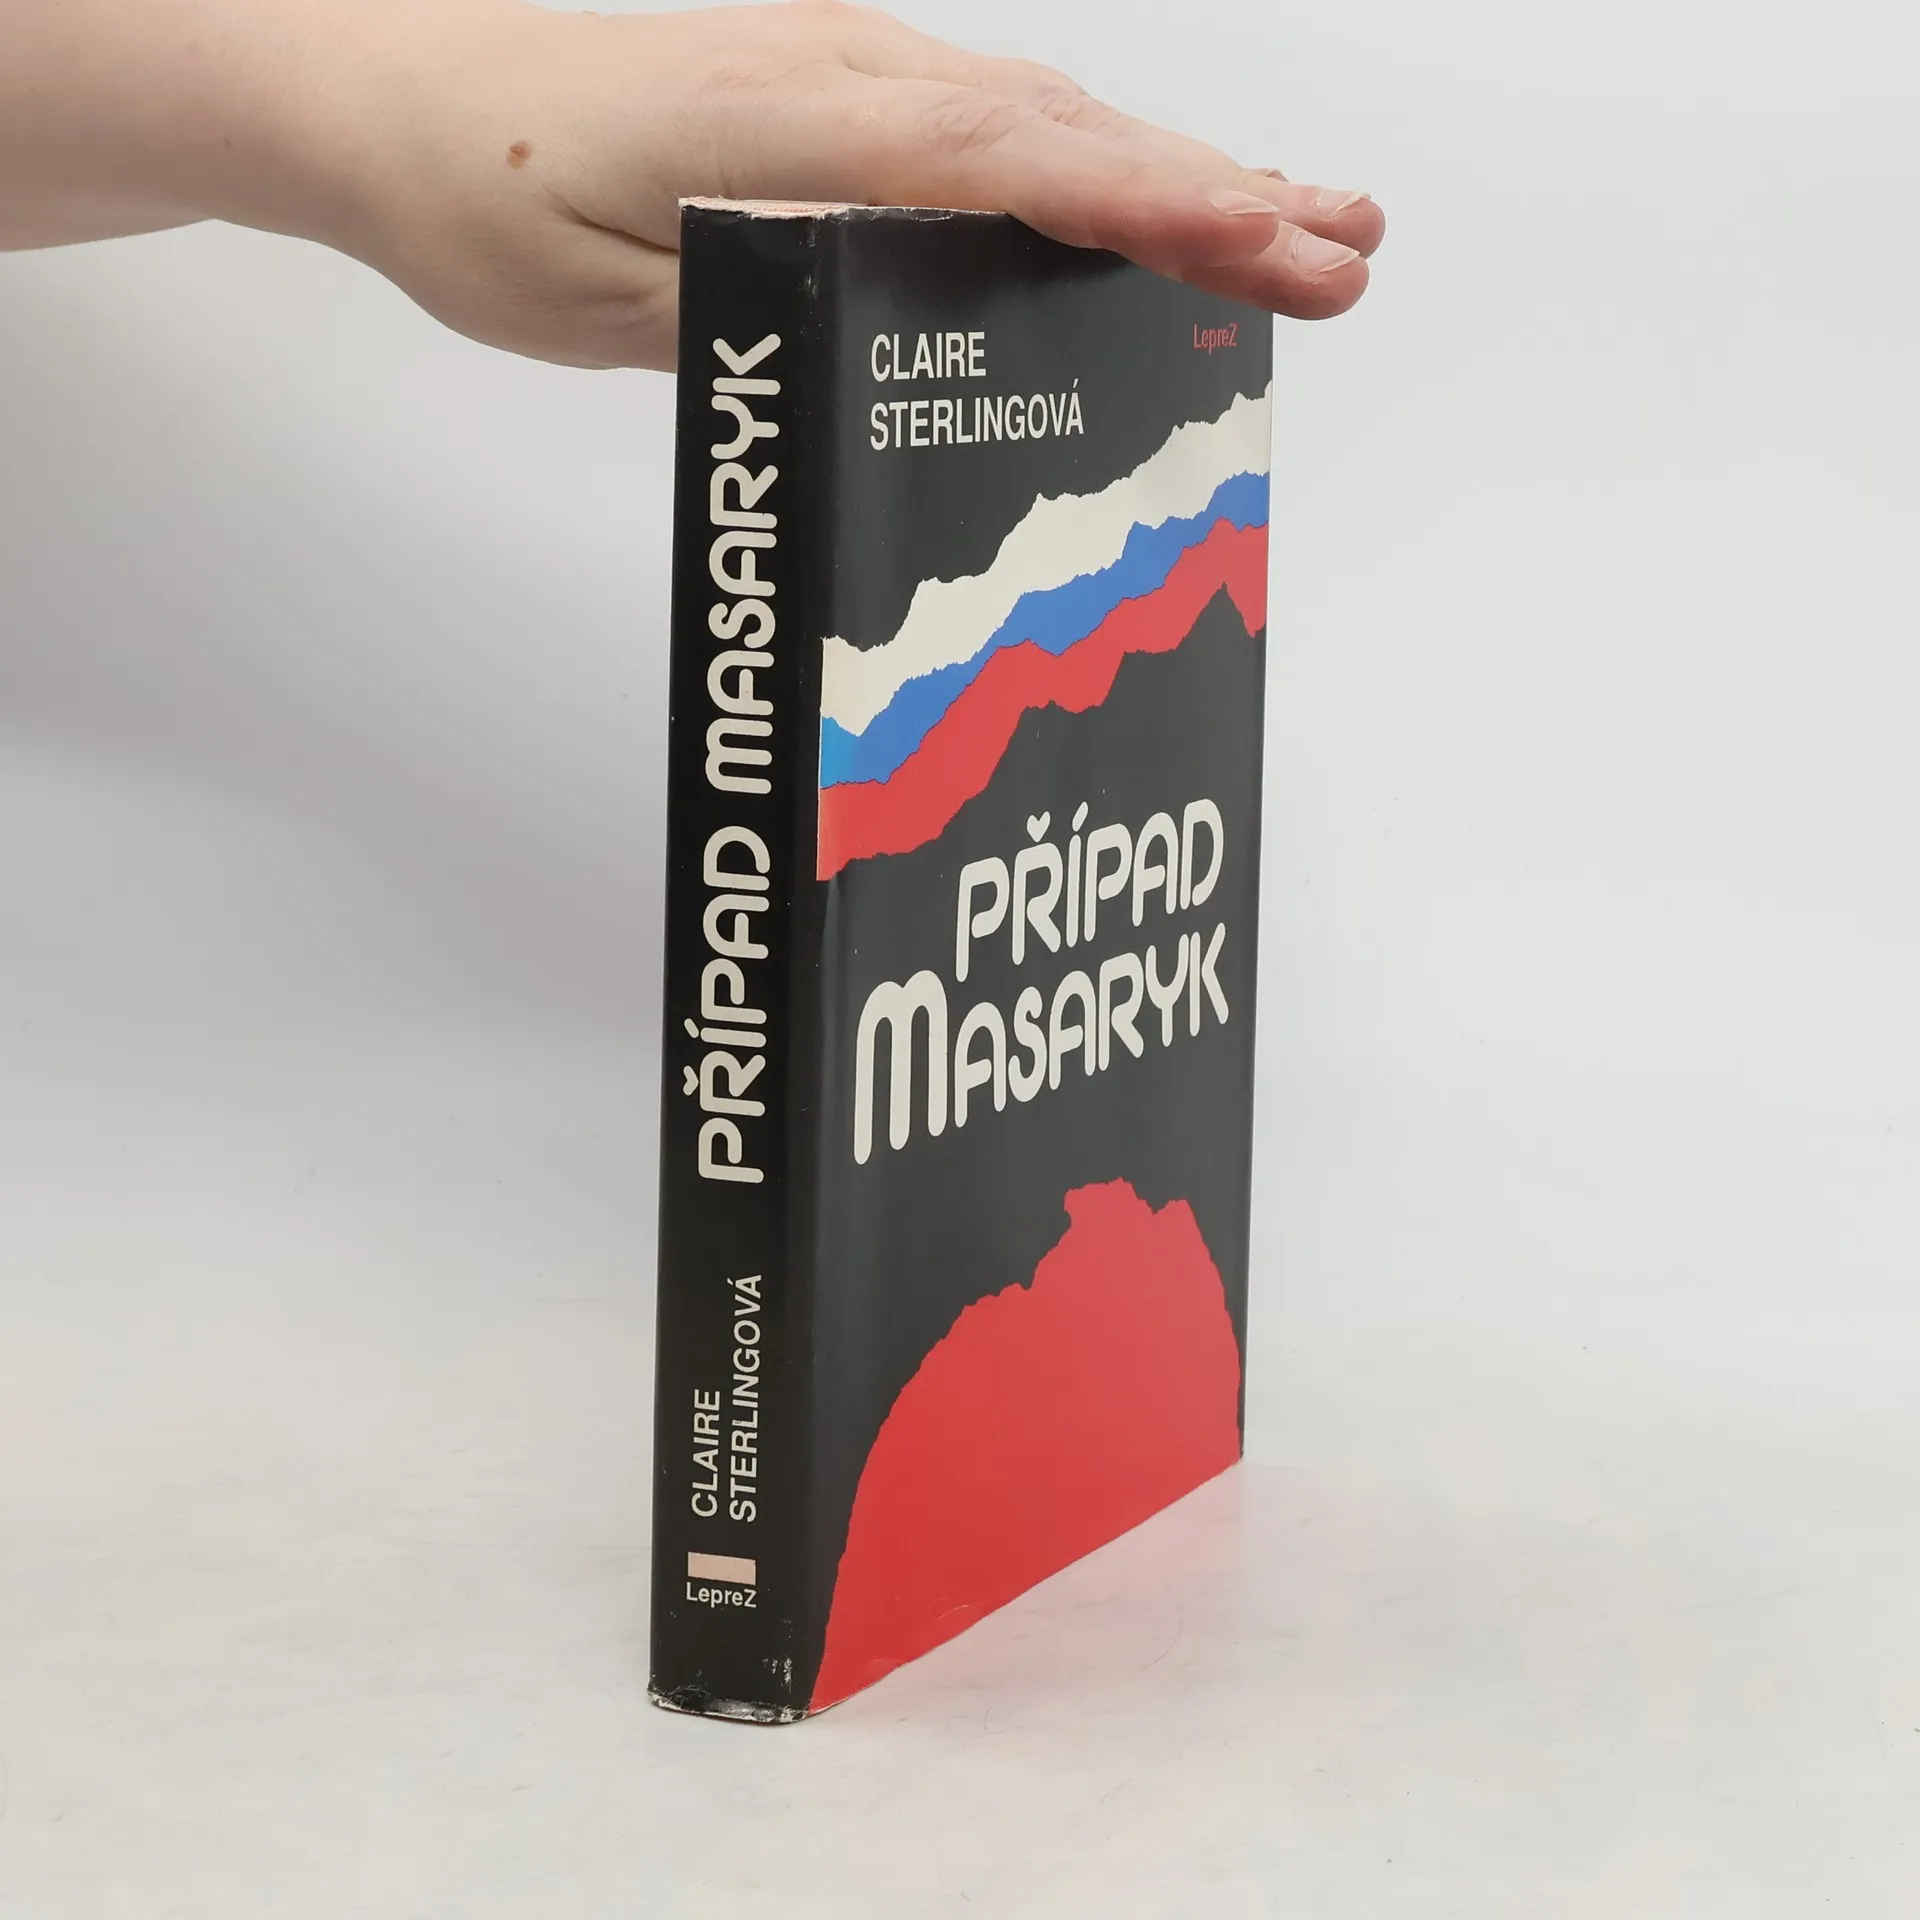 PŘÍPAD MASARYK
CLAIRE
STERLINGOVÁ
LepreZ
CLAIRE
STERLINGOVÁ
LepreZ
PŘÍPAD
MASARYK